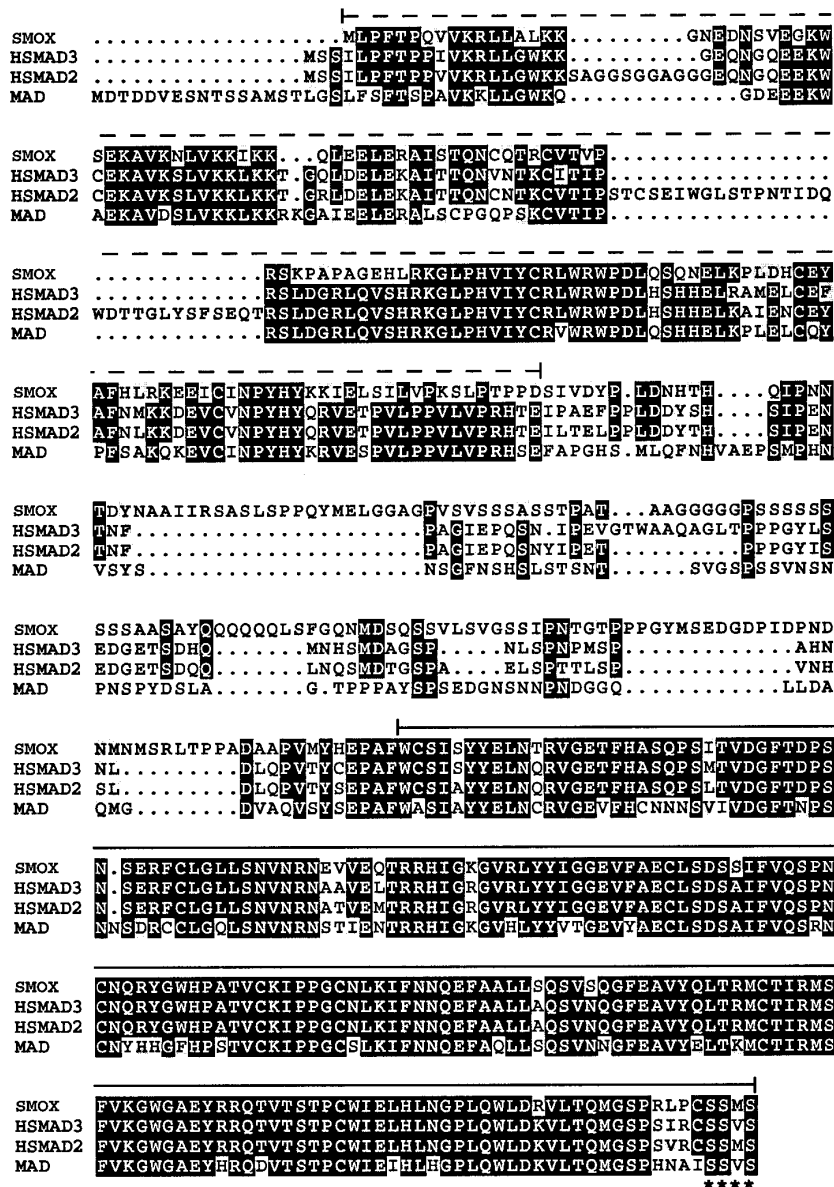 SMOX ....................MLPFTPQVVKRLLALKK..........GNEDNSVEGKW
HSMAD3 .................MSSILPFTPPIVKRLLGWKK..........GEQNGQEEKW
HSMAD2 .................MSSILPFTPPVVKRLLGWKKSAGGSGGAGGGEQNGQEEKW
MAD MDTDDVESNTSSAMSTLGSLFSFTSPAVKKLLGWKQ..............GDEEEKW
SMOX SEKAVKNLVKKIKK..QLEELERAISTQNCQTRCVTVP..................
HSMAD3 CEKAVKSLVKKLKKT.GQLDELEKAITTQNVNTKCITIP.................
HSMAD2 CEKAVKSLVKKLKKT.GRLDELEKAITTQNCNTKCVTIPSTCSEIWGLSTPNTIDQ
MAD AEKAVDSLVKKLKKRKGAIEELERALSCPGQPSKCVTIP.................
SMOX .............RSKPAPAGEHLRKGLPHVIYCRLWRWPDLQSQNELKPLDHCEY
HSMAD3 .............RSLDGRLQVSHRKGLPHVIYCRLWRWPDLHSHHELRAMELCEF
HSMAD2 WDTTGLYSFSEQTRSLDGRLQVSHRKGLPHVIYCRLWRWPDLHSHHELKAIENCEY
MAD .............RSLDGRLQVSHRKGLPHVIYCRVWRWPDLQSHHELKPLELCQY
SMOX AFHLRKEEICINPYHYKKIELSILVPKSLPTPPDSIVDYP.LDNHTH....QIPNN
HSMAD3 AFNMKKDEVCVNPYHYQRVETPVLPPVLVPRHTEIPAEFPPLDDYSH....SIPEN
HSMAD2 AFNLKKDEVCVNPYHYQRVETPVLPPVLVPRHTEILTELPPLDDYTH....SIPEN
MAD PFSAKQKEVCINPYHYKRVESPVLPPVLVPRHSEFAPGHS.MLQFNHVAEPSMPHN
SMOX TDYNAAIIRSASLSPPQYMELGGAGPVSVSSSASSTPAT...AAGGGGGPSSSSSS
HSMAD3 TNF......................PAGIEPQSN.IPEVGTWAAQAGLTPPPGYLS
HSMAD2 TNF......................PAGIEPQSNYIPET..........PPPGYIS
MAD VSYS.....................NSGFNSHSLSTSNT......SVGSPSSVNSN
SMOX SSSAASAYQQQQQQLSFGQNMDSQSSVLSVGSSIPNTGTPPPGYMSEDGDPIDPND
HSMAD3 EDGETSDHQ.........MNHSMDAGSP.....NLSPNPMSP...........AHN
HSMAD2 EDGETSDQQ.........LNQSMDTGSPA....ELSPTTLSP...........VNH
MAD PNSPYDSLA........G.TPPPAYSPSEDGNSNNPNDGGQ...........LLDA
SMOX NMNMSRLTPPADAAPVMYHEPAFWCSISYYELNTRVGETFHASQPSITVDGFTDPS
HSMAD3 NL.........DLQPVTYCEPAFWCSISYYELNQRVGETFHASQPSMTVDGFTDPS
HSMAD2 SL.........DLQPVTYSEPAFWCSIAYYELNQRVGETFHASQPSLTVDGFTDPS
MAD QMG........DVAQVSYSEPAFWASIAYYELNCRVGEVFHCNNNSVIVDGFTNPS
SMOX N.SERFCLGLLSNVNRNEVVEQTRRHIGKGVRLYYIGGEVFAECLSDSSIFVQSPN
HSMAD3 N.SERFCLGLLSNVNRNAAVELTRRHIGRGVRLYYIGGEVFAECLSDSAIFVQSPN
HSMAD2 N.SERFCLGLLSNVNRNATVEMTRRHIGRGVRLYYIGGEVFAECLSDSAIFVQSPN
MAD NNSDRCCLGQLSNVNRNSTIENTRRHIGKGVHLYYVTGEVYAECLSDSAIFVQSRN
SMOX CNQRYGWHPATVCKIPPGCNLKIFNNQEFAALLSQSVSQGFEAVYQLTRMCTIRMS
HSMAD3 CNQRYGWHPATVCKIPPGCNLKIFNNQEFAALLAQSVNQGFEAVYQLTRMCTIRMS
HSMAD2 CNQRYGWHPATVCKIPPGCNLKIFNNQEFAALLAQSVNQGFEAVYQLTRMCTIRMS
MAD CNYHHGFHPSTVCKIPPGCSLKIFNNQEFAQLLSQSVNNGFEAVYELTKMCTIRMS
SMOX FVKGWGAEYRRQTVTSTPCWIELHLNGPLQWLDRVLTQMGSPRLPCSSMS
HSMAD3 FVKGWGAEYRRQTVTSTPCWIELHLNGPLQWLDKVLTQMGSPSIRCSSVS
HSMAD2 FVKGWGAEYRRQTVTSTPCWIELHLNGPLQWLDKVLTQMGSPSVRCSSMS
MAD FVKGWGAEYHRQDVTSTPCWIEIHLHGPLQWLDKVLTQMGSPHNAISSVS
****